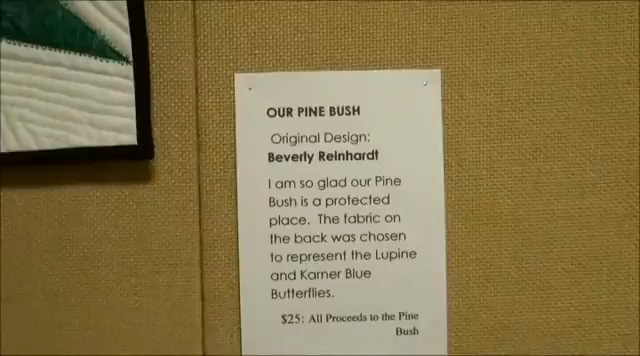 OUR PINE BUSH
Original Design:
Beverly Reinhardt
I am so glad our Pine
Bush is a protected
place. The fabric on
the back was chosen
to represent the Lupine
and Karner Blue
Butterflies.
$25: All Proceeds to the Pine
Bush